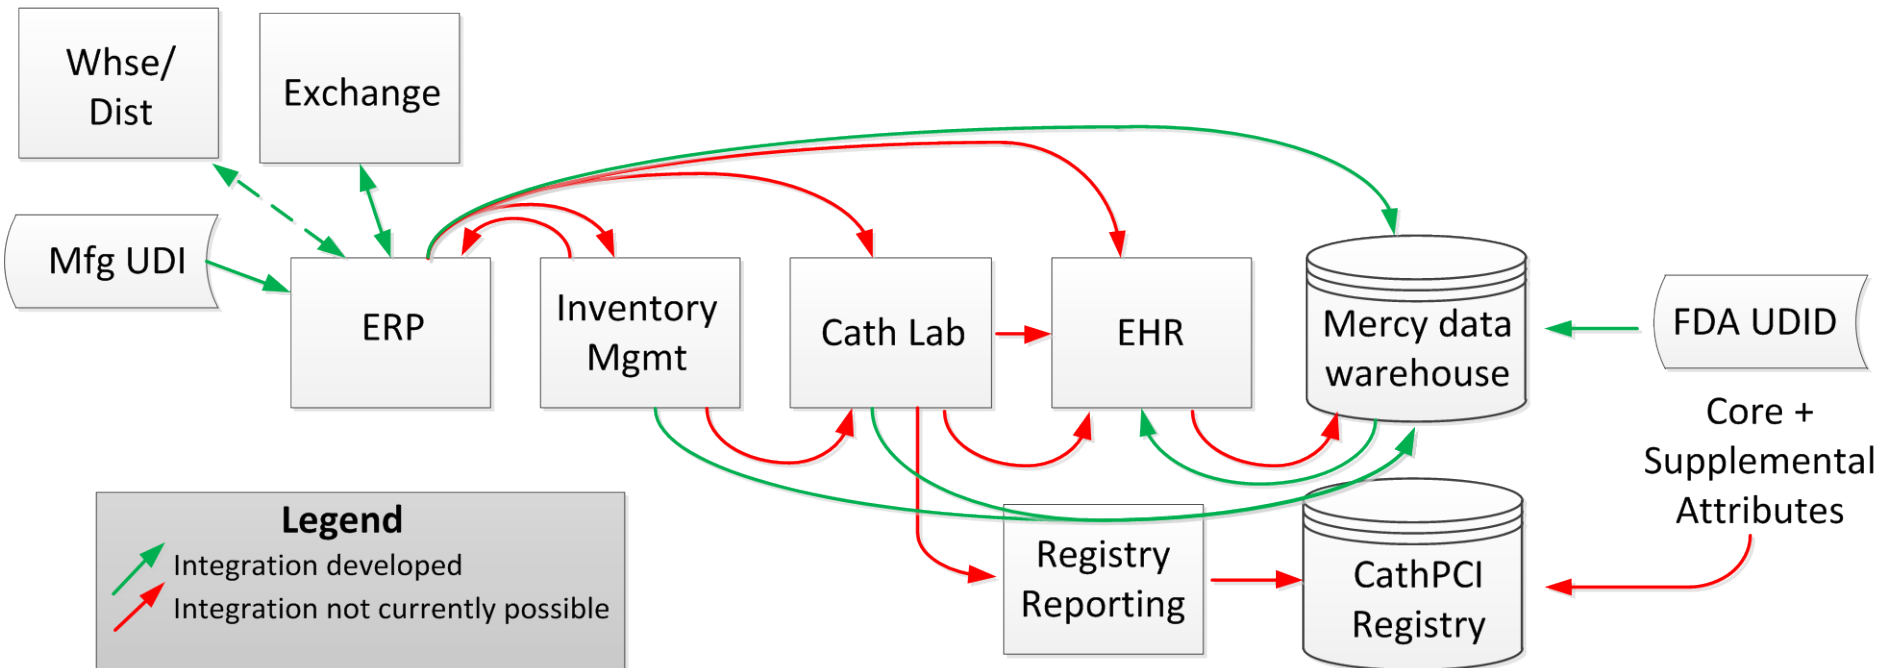 Whse/
Dist
Exchange
Mfg UDI
ERP
Inventory
Mgmt
Cath Lab
EHR
Mercy data
warehouse
FDA UDID
Core +
Supplemental
Attributes
Legend
Integration developed
Integration not currently possible
Registry
Reporting
CathPCI
Registry